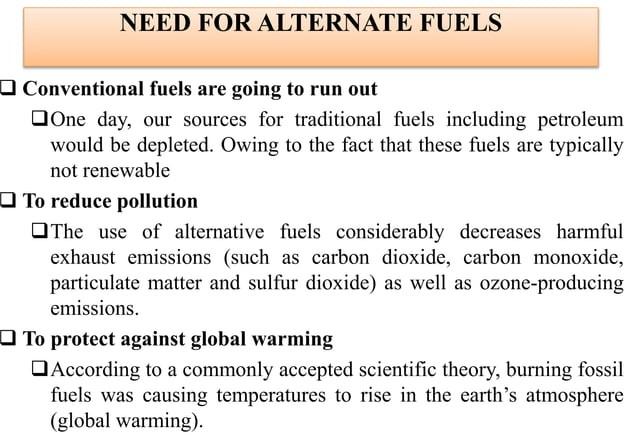 NEED FOR ALTERNATE FUELS
❑ Conventional fuels are going to run out
❑One day, our sources for traditional fuels including petroleum
would be depleted. Owing to the fact that these fuels are typically
not renewable
❑ To reduce pollution
❑The use of alternative fuels considerably decreases harmful
exhaust emissions (such as carbon dioxide, carbon monoxide,
particulate matter and sulfur dioxide) as well as ozone-producing
emissions.
❑ To protect against global warming
❑According to a commonly accepted scientific theory, burning fossil
fuels was causing temperatures to rise in the earth’s atmosphere
(global warming).